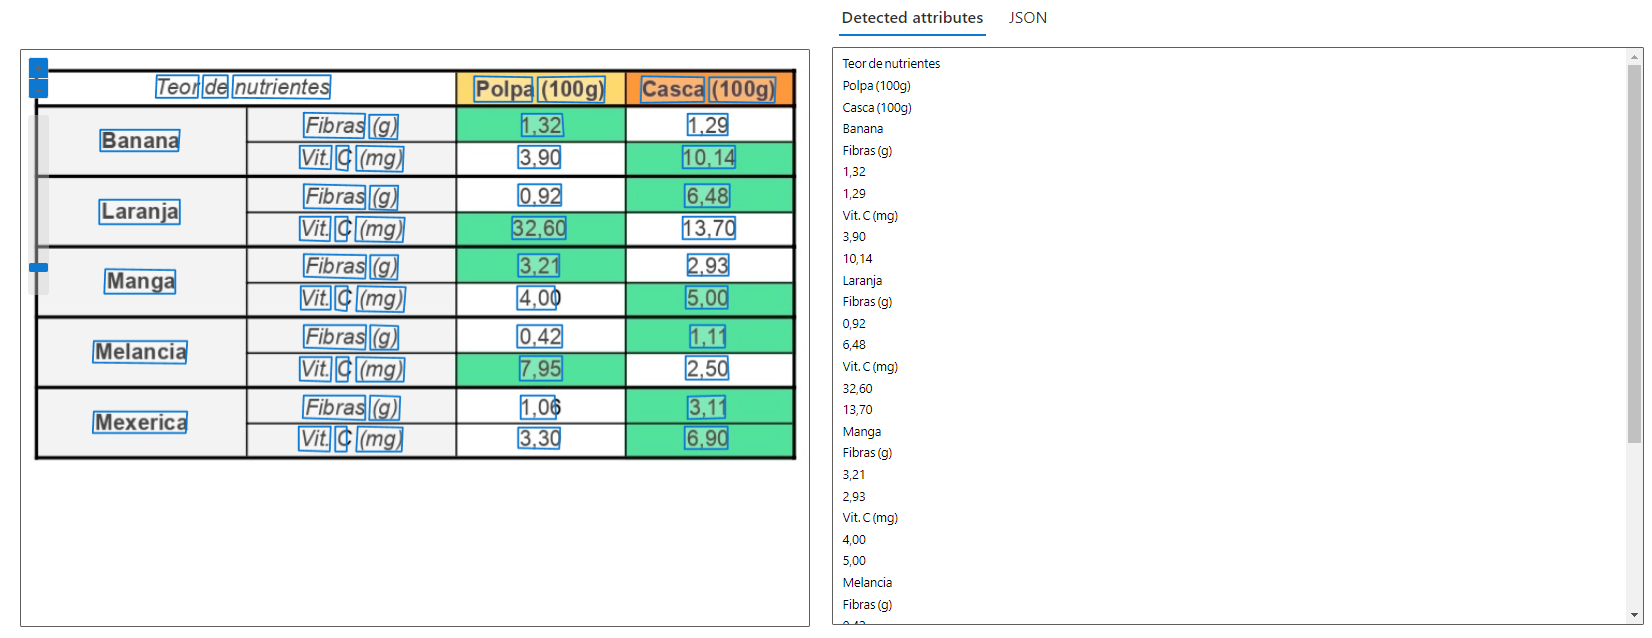 Detected attributes JSON
Teor de nutrientes Polpa (100g) Casca (100g)
Banana Fibras (g) 1,32 1,29
Vit. C (mg) 3,90 10,14
Laranja Fibras (g) 0,92 6,48
Vit. C (mg) 32,60 13,70
Manga Fibras (g) 3,21 2,93
Vit. C (mg) 4,00 5,00
Melancia Fibras (g) 0,42 1,11
Vit. C (mg) 7,95 2,50
Mexerica Fibras (g) 1,06 3,11
Vit. C (mg) 3,30 6,90
Teor de nutrientes
Polpa (100g)
Casca (100g)
Banana
Fibras (g)
1,32
1,29
Vit. C (mg)
3,90
10,14
Laranja
Fibras (g)
0,92
6,48
Vit. C (mg)
32,60
13,70
Manga
Fibras (g)
3,21
2,93
Vit. C (mg)
4,00
5,00
Melancia
Fibras (g)